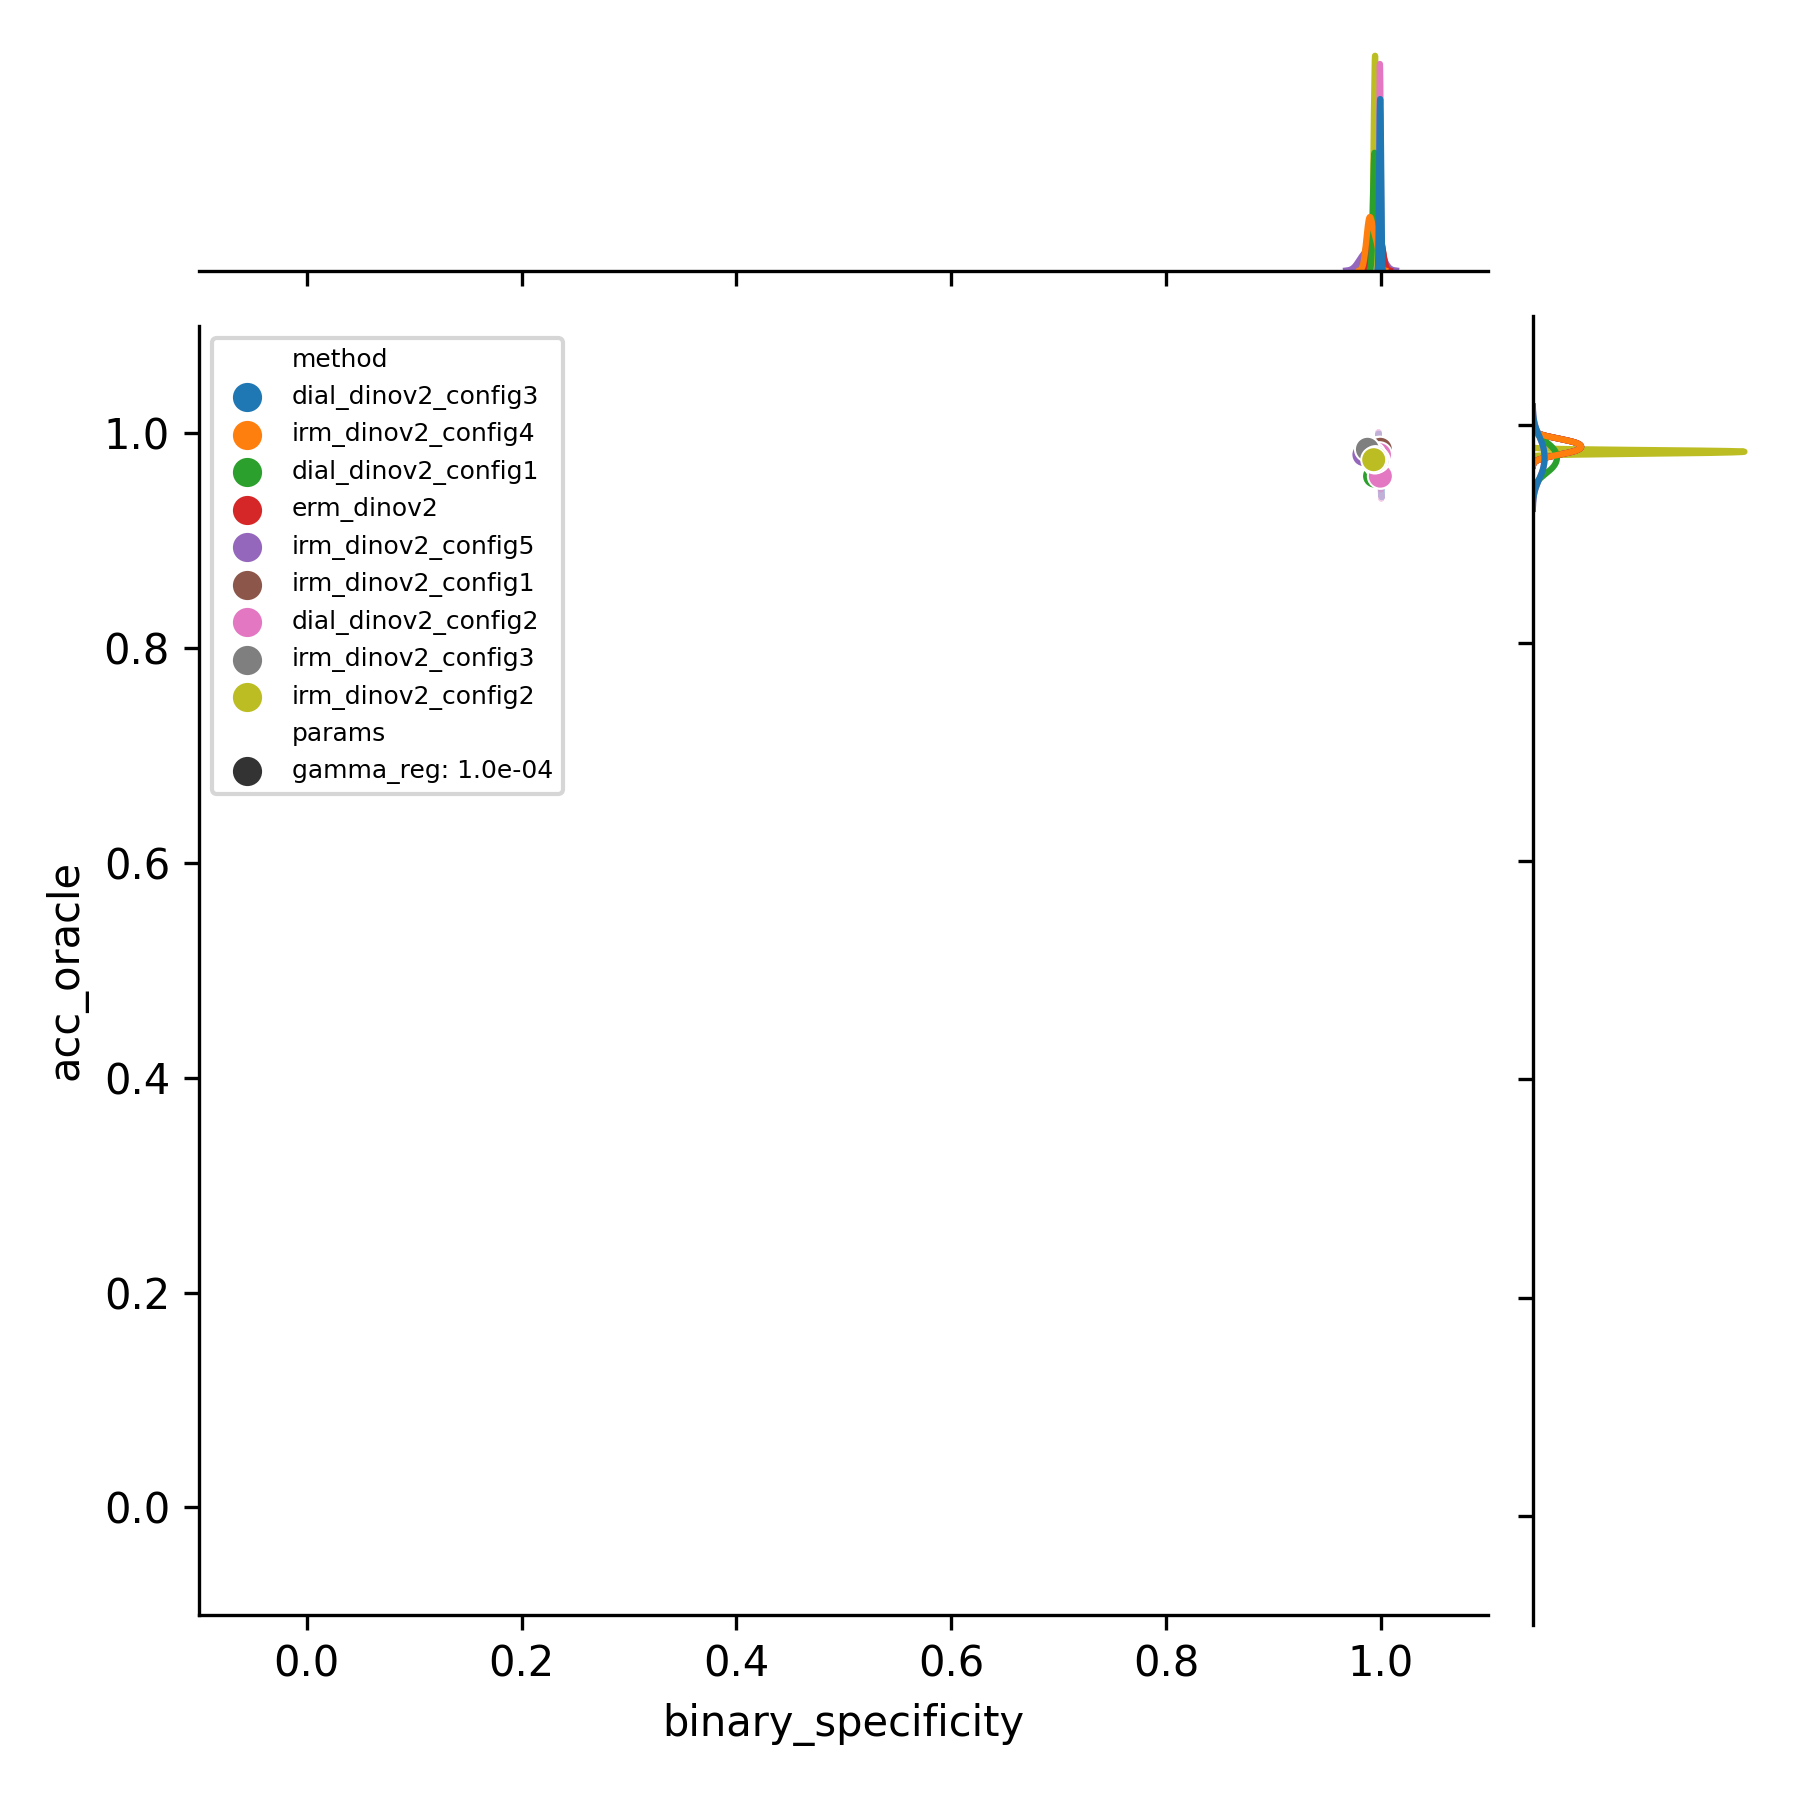 method
dial_dinov2_config3
irm_dinov2_config4
dial_dinov2_config1
erm_dinov2
irm_dinov2_config5
irm_dinov2_config1
dial_dinov2_config2
irm_dinov2_config3
irm_dinov2_config2
params
gamma_reg: 1.0e-04
1.0
0.8
0.6
0.4
0.2
0.0
acc_oracle
0.0 0.2 0.4 0.6 0.8 1.0
binary_specificity